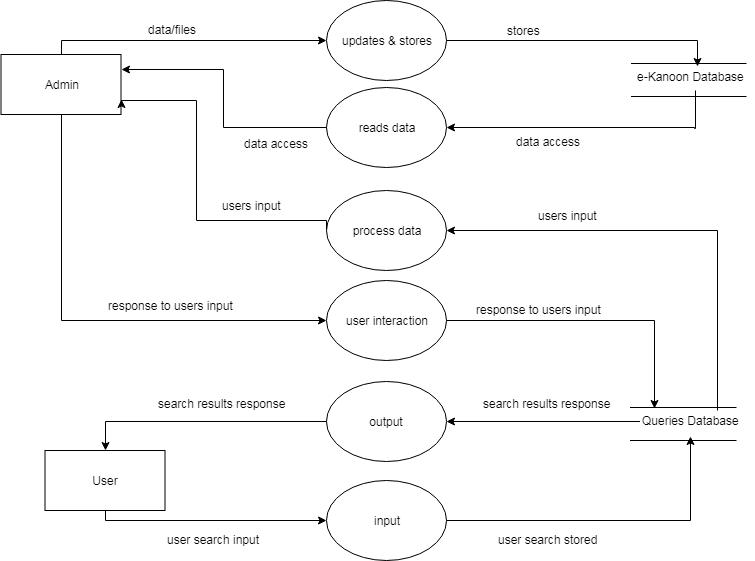 data/files
updates & stores
stores
Admin
e-Kanoon Database
reads data
data access
data access
users input
process data
users input
response to users input
user interaction
response to users input
search results response
output
search results response
Queries Database
User
user search input
input
user search stored